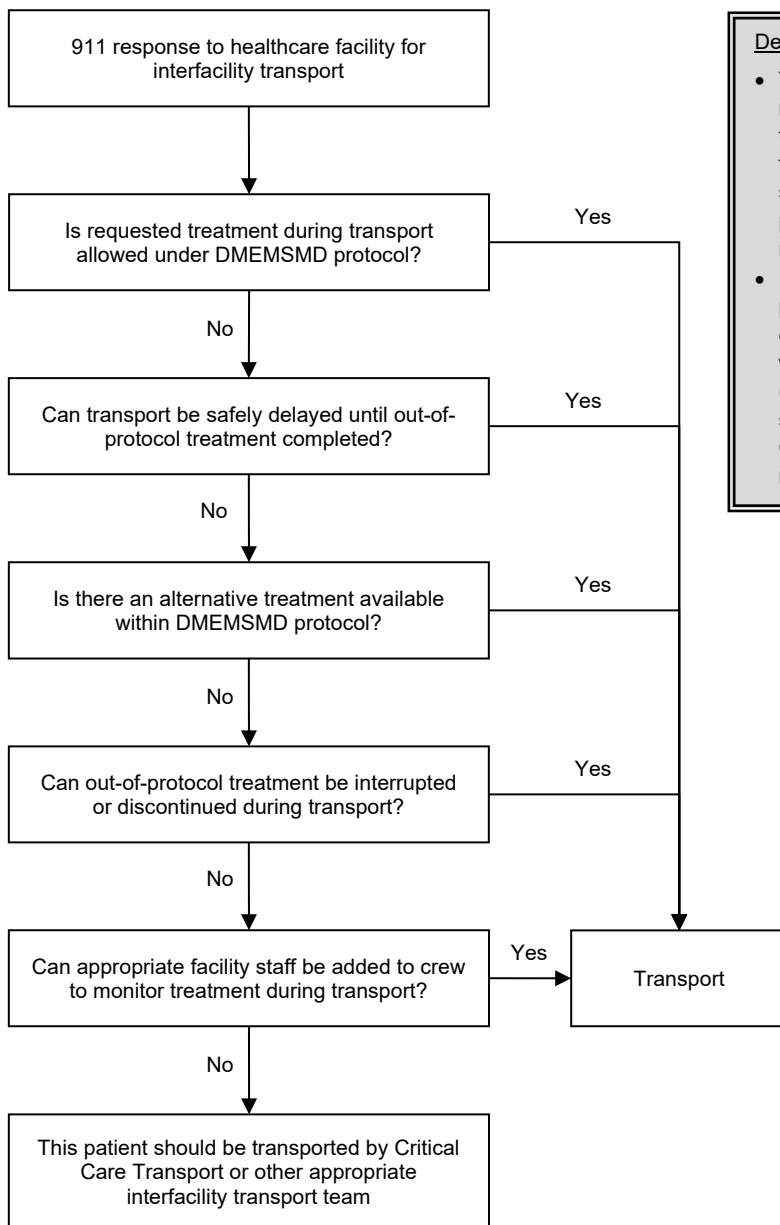 911 response to healthcare facility for
interfacility transport
Is requested treatment during transport
allowed under DMEMSMD protocol?
Yes
No
Can transport be safely delayed until out-of-
protocol treatment completed?
Yes
No
Is there an alternative treatment available
within DMEMSMD protocol?
Yes
No
Can out-of-protocol treatment be interrupted
or discontinued during transport?
Yes
No
Can appropriate facility staff be added to crew
to monitor treatment during transport?
Yes
Transport
No
This patient should be transported by Critical
Care Transport or other appropriate
interfacility transport team